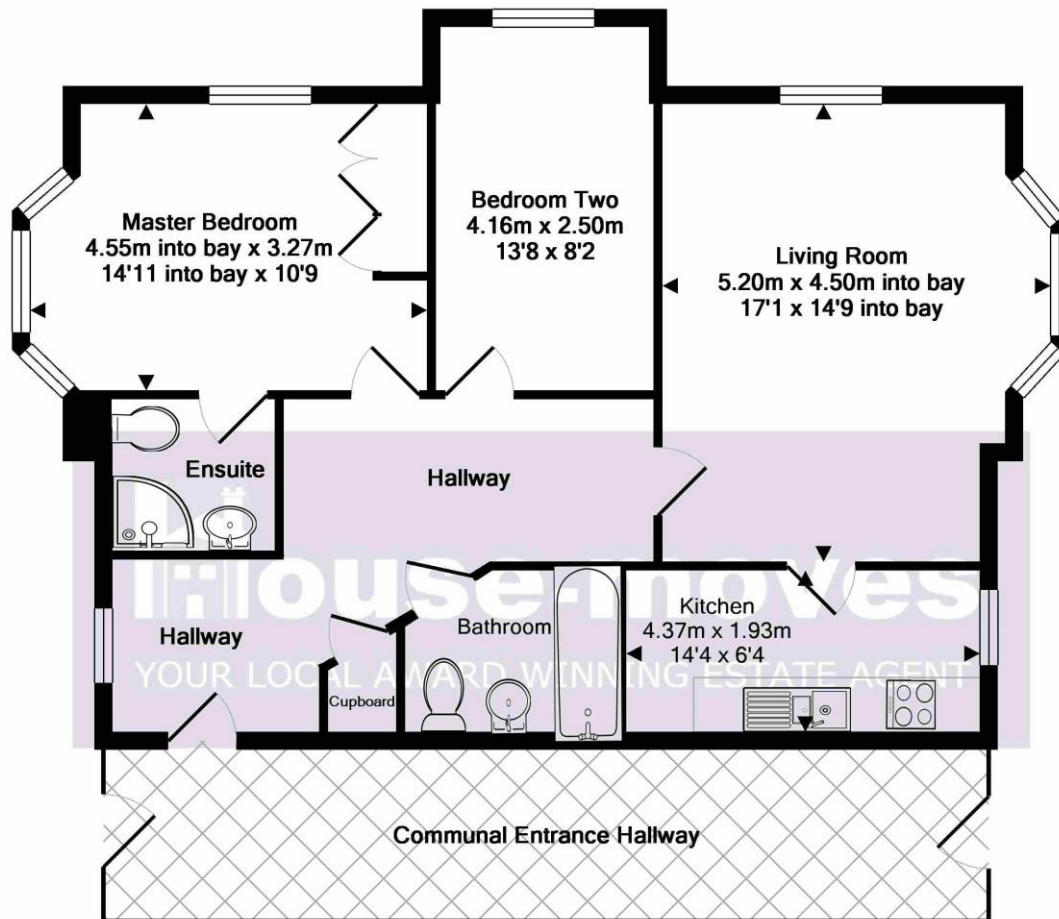 Master Bedroom
4.55m into bay x 3.27m
14'11 into bay x 10'9
Bedroom Two
4.16m x 2.50m
13'8 x 8'2
Living Room
5.20m x 4.50m into bay
17'1 x 14'9 into bay
Ensuite
Hallway
House-moves
YOUR LOCAL AWARD WINNING ESTATE AGENT
Hallway
Cupboard
Bathroom
Kitchen
4.37m x 1.93m
14'4 x 6'4
Communal Entrance Hallway